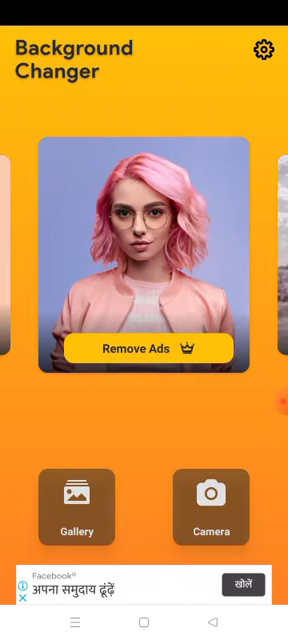 Background
Changer
Remove Ads
Gallery
Camera
Facebook®
अपना समुदाय ढूंढ़ें
खोलें